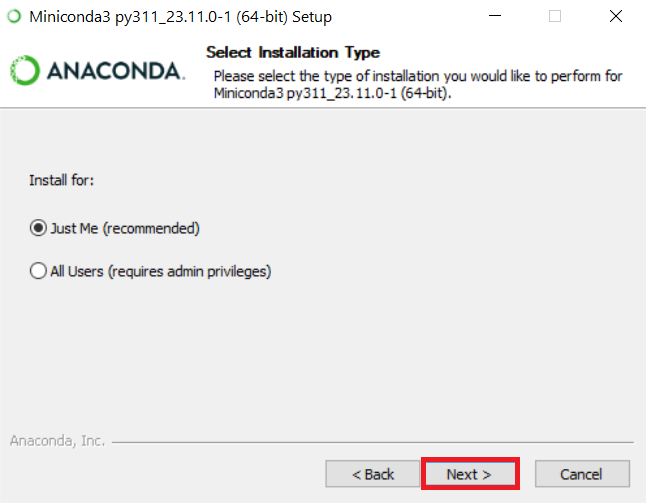 Miniconda3 py311_23.11.0-1 (64-bit) Setup
ANACONDA.
Select Installation Type
Please select the type of installation you would like to perform for
Miniconda3 py311_23.11.0-1 (64-bit).
Install for:
Just Me (recommended)
All Users (requires admin privileges)
Anaconda, Inc.
< Back
Next >
Cancel